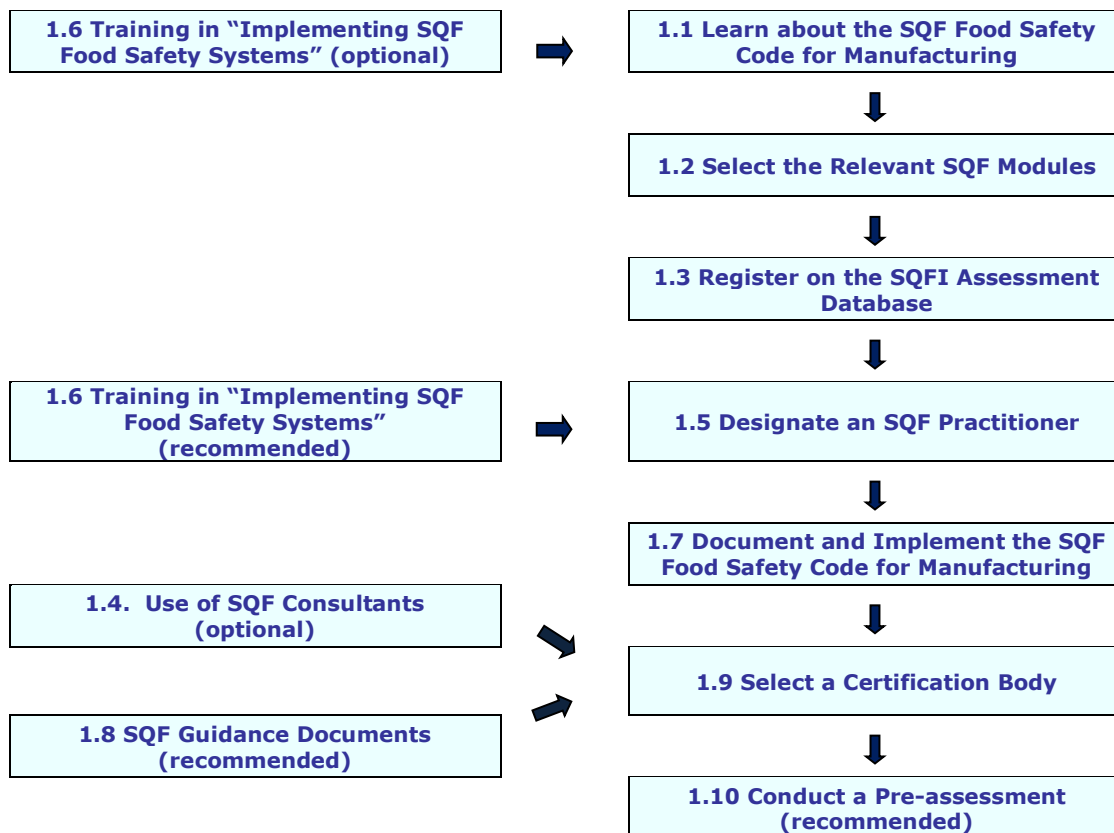 1.6 Training in “Implementing SQF
Food Safety Systems” (optional)
1.1 Learn about the SQF Food Safety
Code for Manufacturing
1.2 Select the Relevant SQF Modules
1.3 Register on the SQFI Assessment
Database
1.6 Training in “Implementing SQF
Food Safety Systems”
(recommended)
1.5 Designate an SQF Practitioner
1.7 Document and Implement the SQF
Food Safety Code for Manufacturing
1.4.  Use of SQF Consultants
(optional)
1.9 Select a Certification Body
1.8 SQF Guidance Documents
(recommended)
1.10 Conduct a Pre-assessment
(recommended)